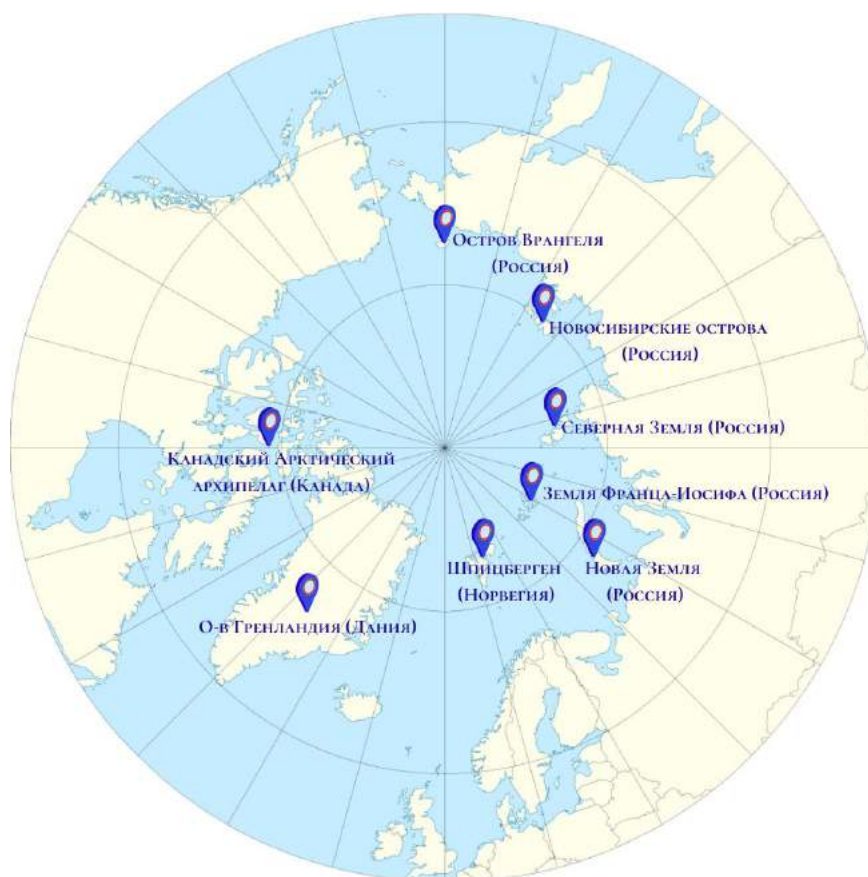 Остров Врангеля
(Россия)
Новосибирские острова
(Россия)
Северная Земля (Россия)
Канадский Арктический
архипелаг (Канада)
Земля Франца-Иосифа (Россия)
Шпицберген
(Норвегия)
Новая Земля
(Россия)
О-в Гренландия (Дания)